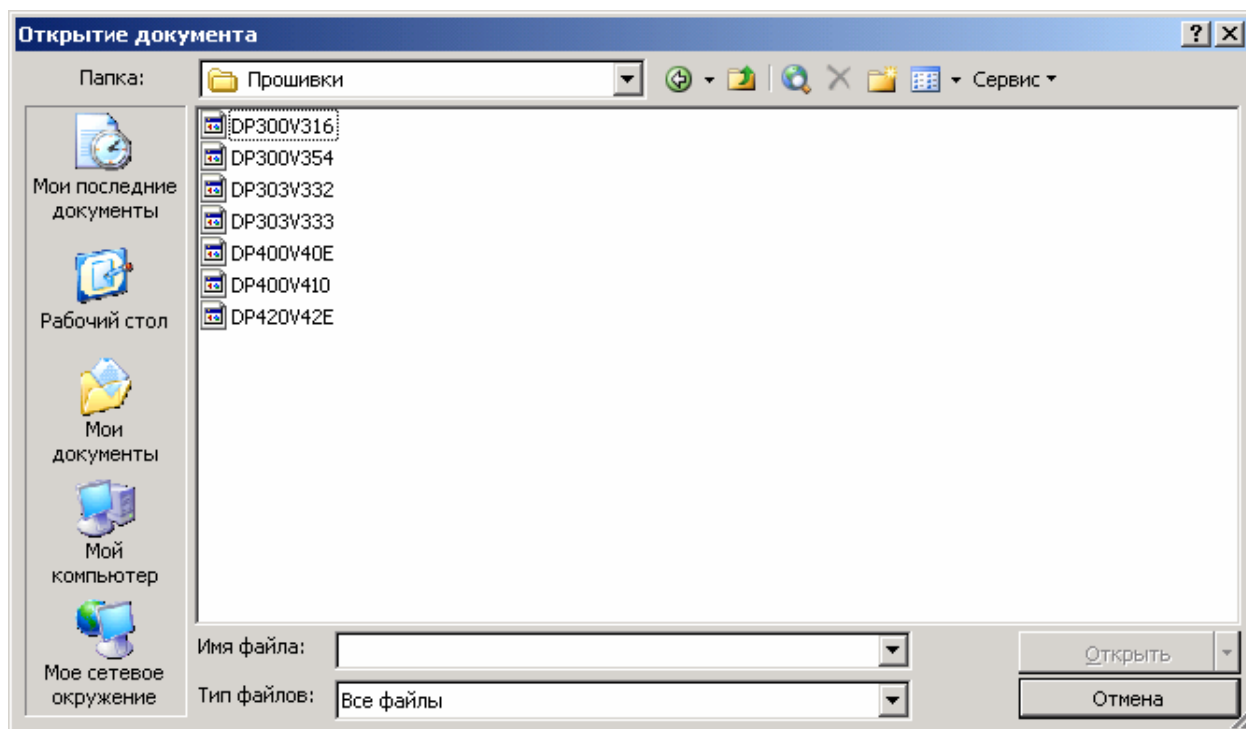 Открытие документа
Папка:
Прошивки
Сервис
Мои последние
документы
Рабочий стол
Мои
документы
Мой
компьютер
Мое сетевое
окружение
DP300V316
DP300V354
DP303V332
DP303V333
DP400V40E
DP400V410
DP420V42E
Имя файла:
Открыть
Тип файлов:
Все файлы
Отмена